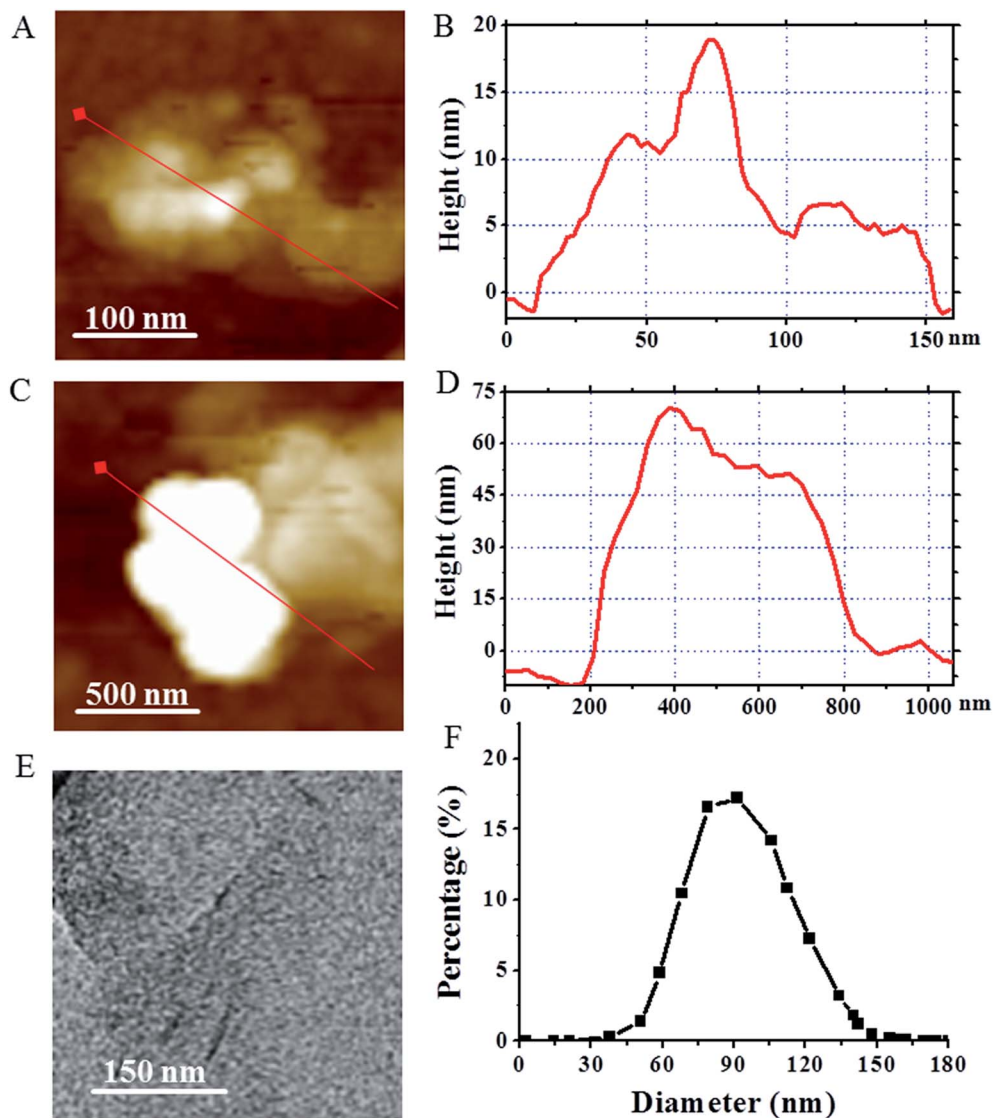 A
100 nm
B
Height (nm)
20
15
10
5
0
0 50 100 150 nm
C
500 nm
D
Height (nm)
75
60
45
30
15
0
0 200 400 600 800 1000 nm
E
150 nm
F
Percentage (%)
20
15
10
5
0
0 30 60 90 120 150 180
Diameter (nm)